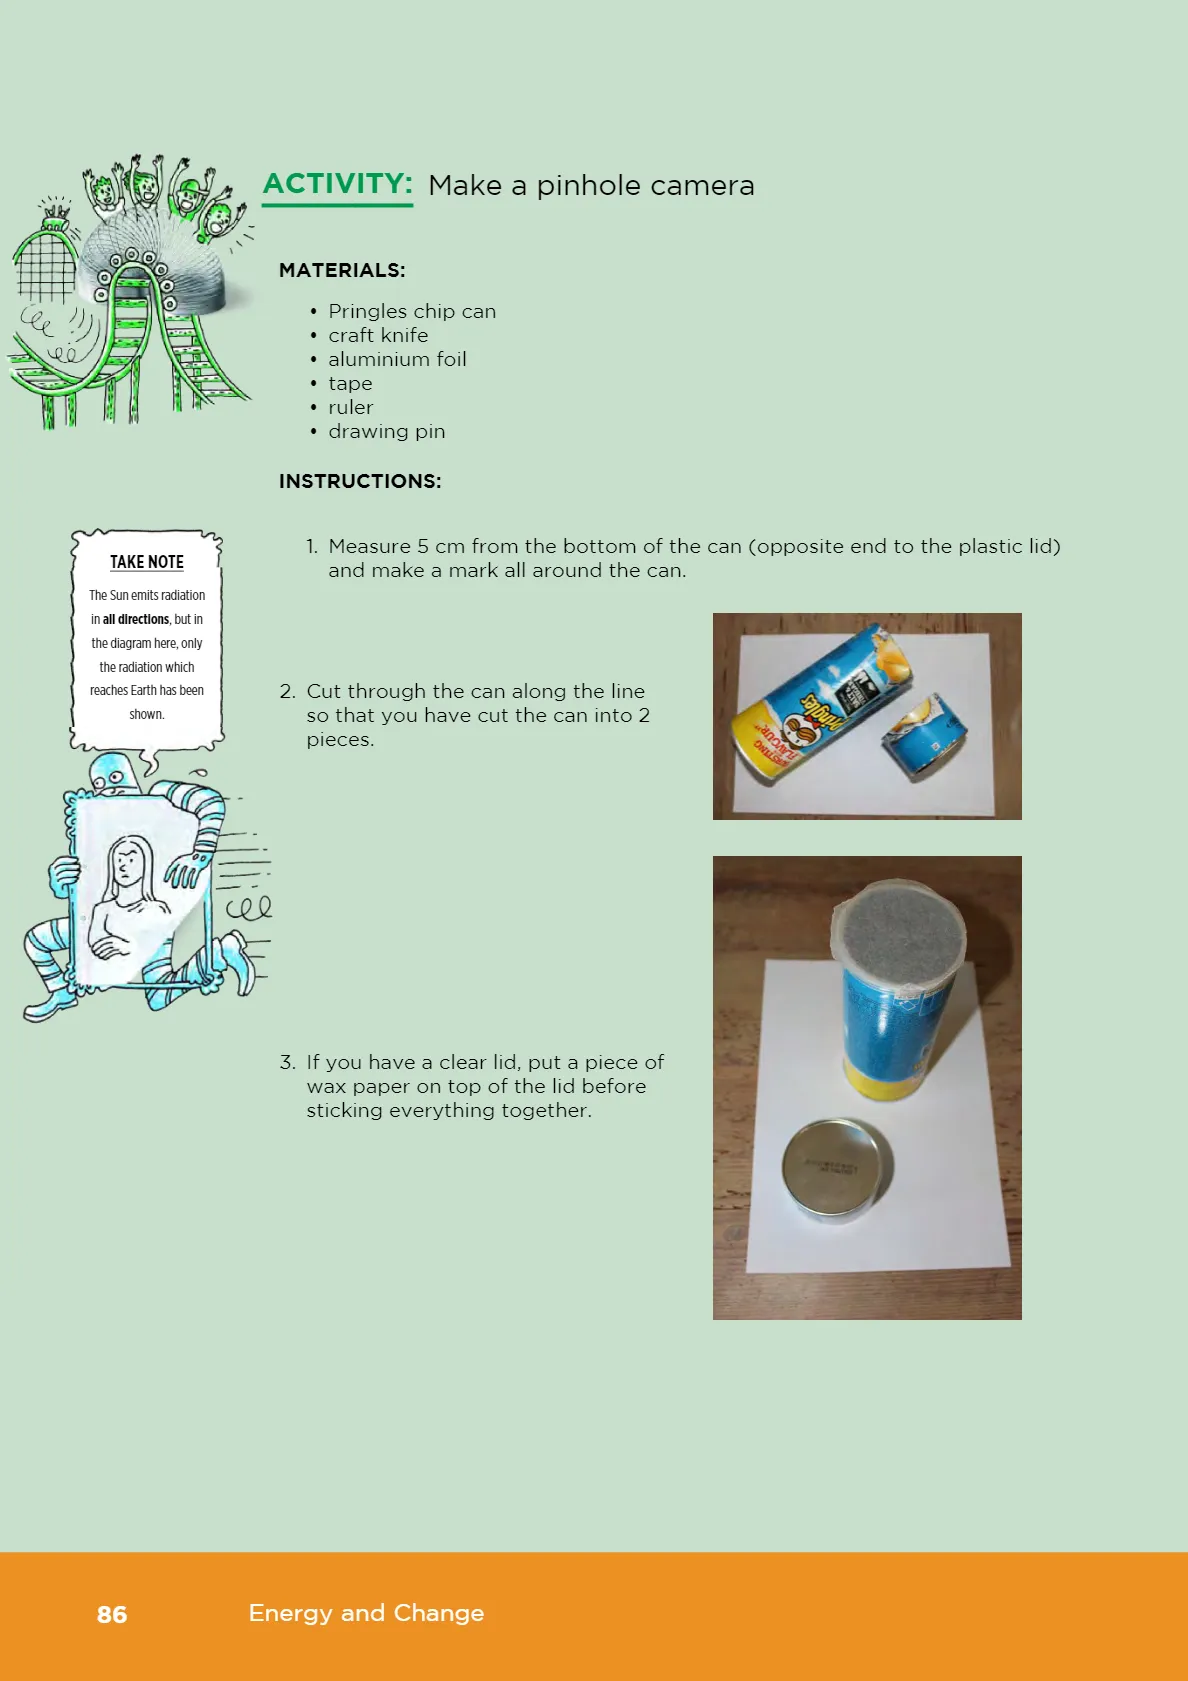 ACTIVITY: Make a pinhole camera
MATERIALS:
• Pringles chip can
• craft knife
• aluminium foil
• tape
• ruler
• drawing pin
INSTRUCTIONS:
1. Measure 5 cm from the bottom of the can (opposite end to the plastic lid)
and make a mark all around the can.
TAKE NOTE
The Sun emits radiation
in all directions, but in
the diagram here, only
the radiation which
reaches Earth has been
shown.
2. Cut through the can along the line
so that you have cut the can into 2
pieces.
Pringles
3. If you have a clear lid, put a piece of
wax paper on top of the lid before
sticking everything together.
86 Energy and Change